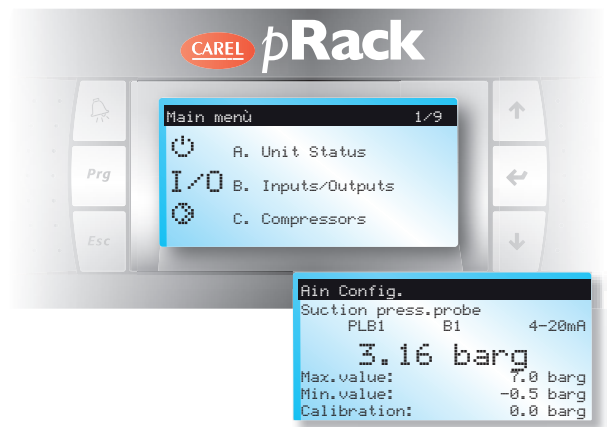 CAREL pRack
Main menù 1/9
A. Unit Status
I/O B. Inputs/Outputs
C. Compressors
Prg
Esc
Ain Config.
Suction press.probe
PLB1 B1 4-20mA
3.16 barg
Max.value: 7.0 barg
Min.value: -0.5 barg
Calibration: 0.0 barg